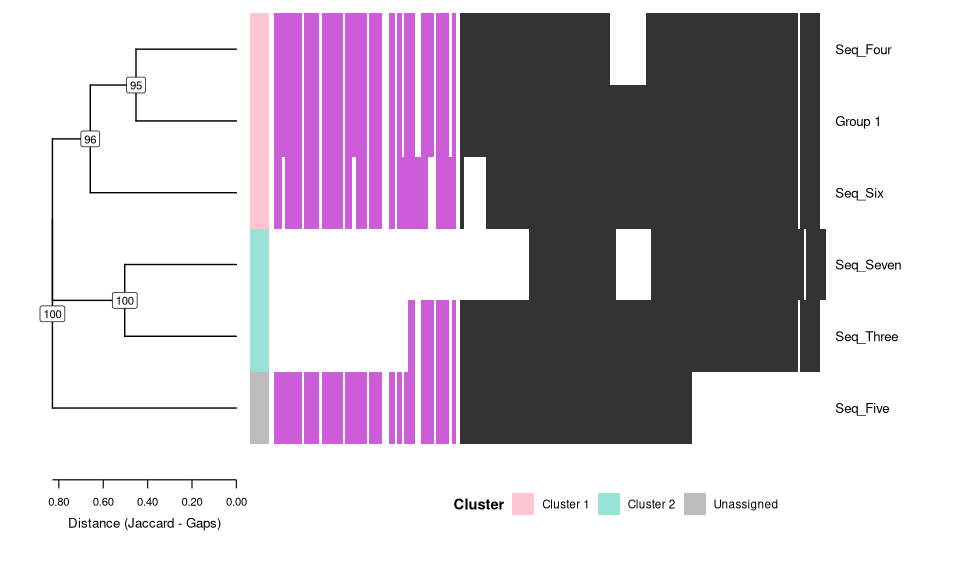 Seq_Four
95
Group 1
96
Seq_Six
Seq_Seven
100
100
Seq_Three
Seq_Five
0.80 0.60 0.40 0.20 0.00
Distance (Jaccard - Gaps)
Cluster Cluster 1 Cluster 2 Unassigned